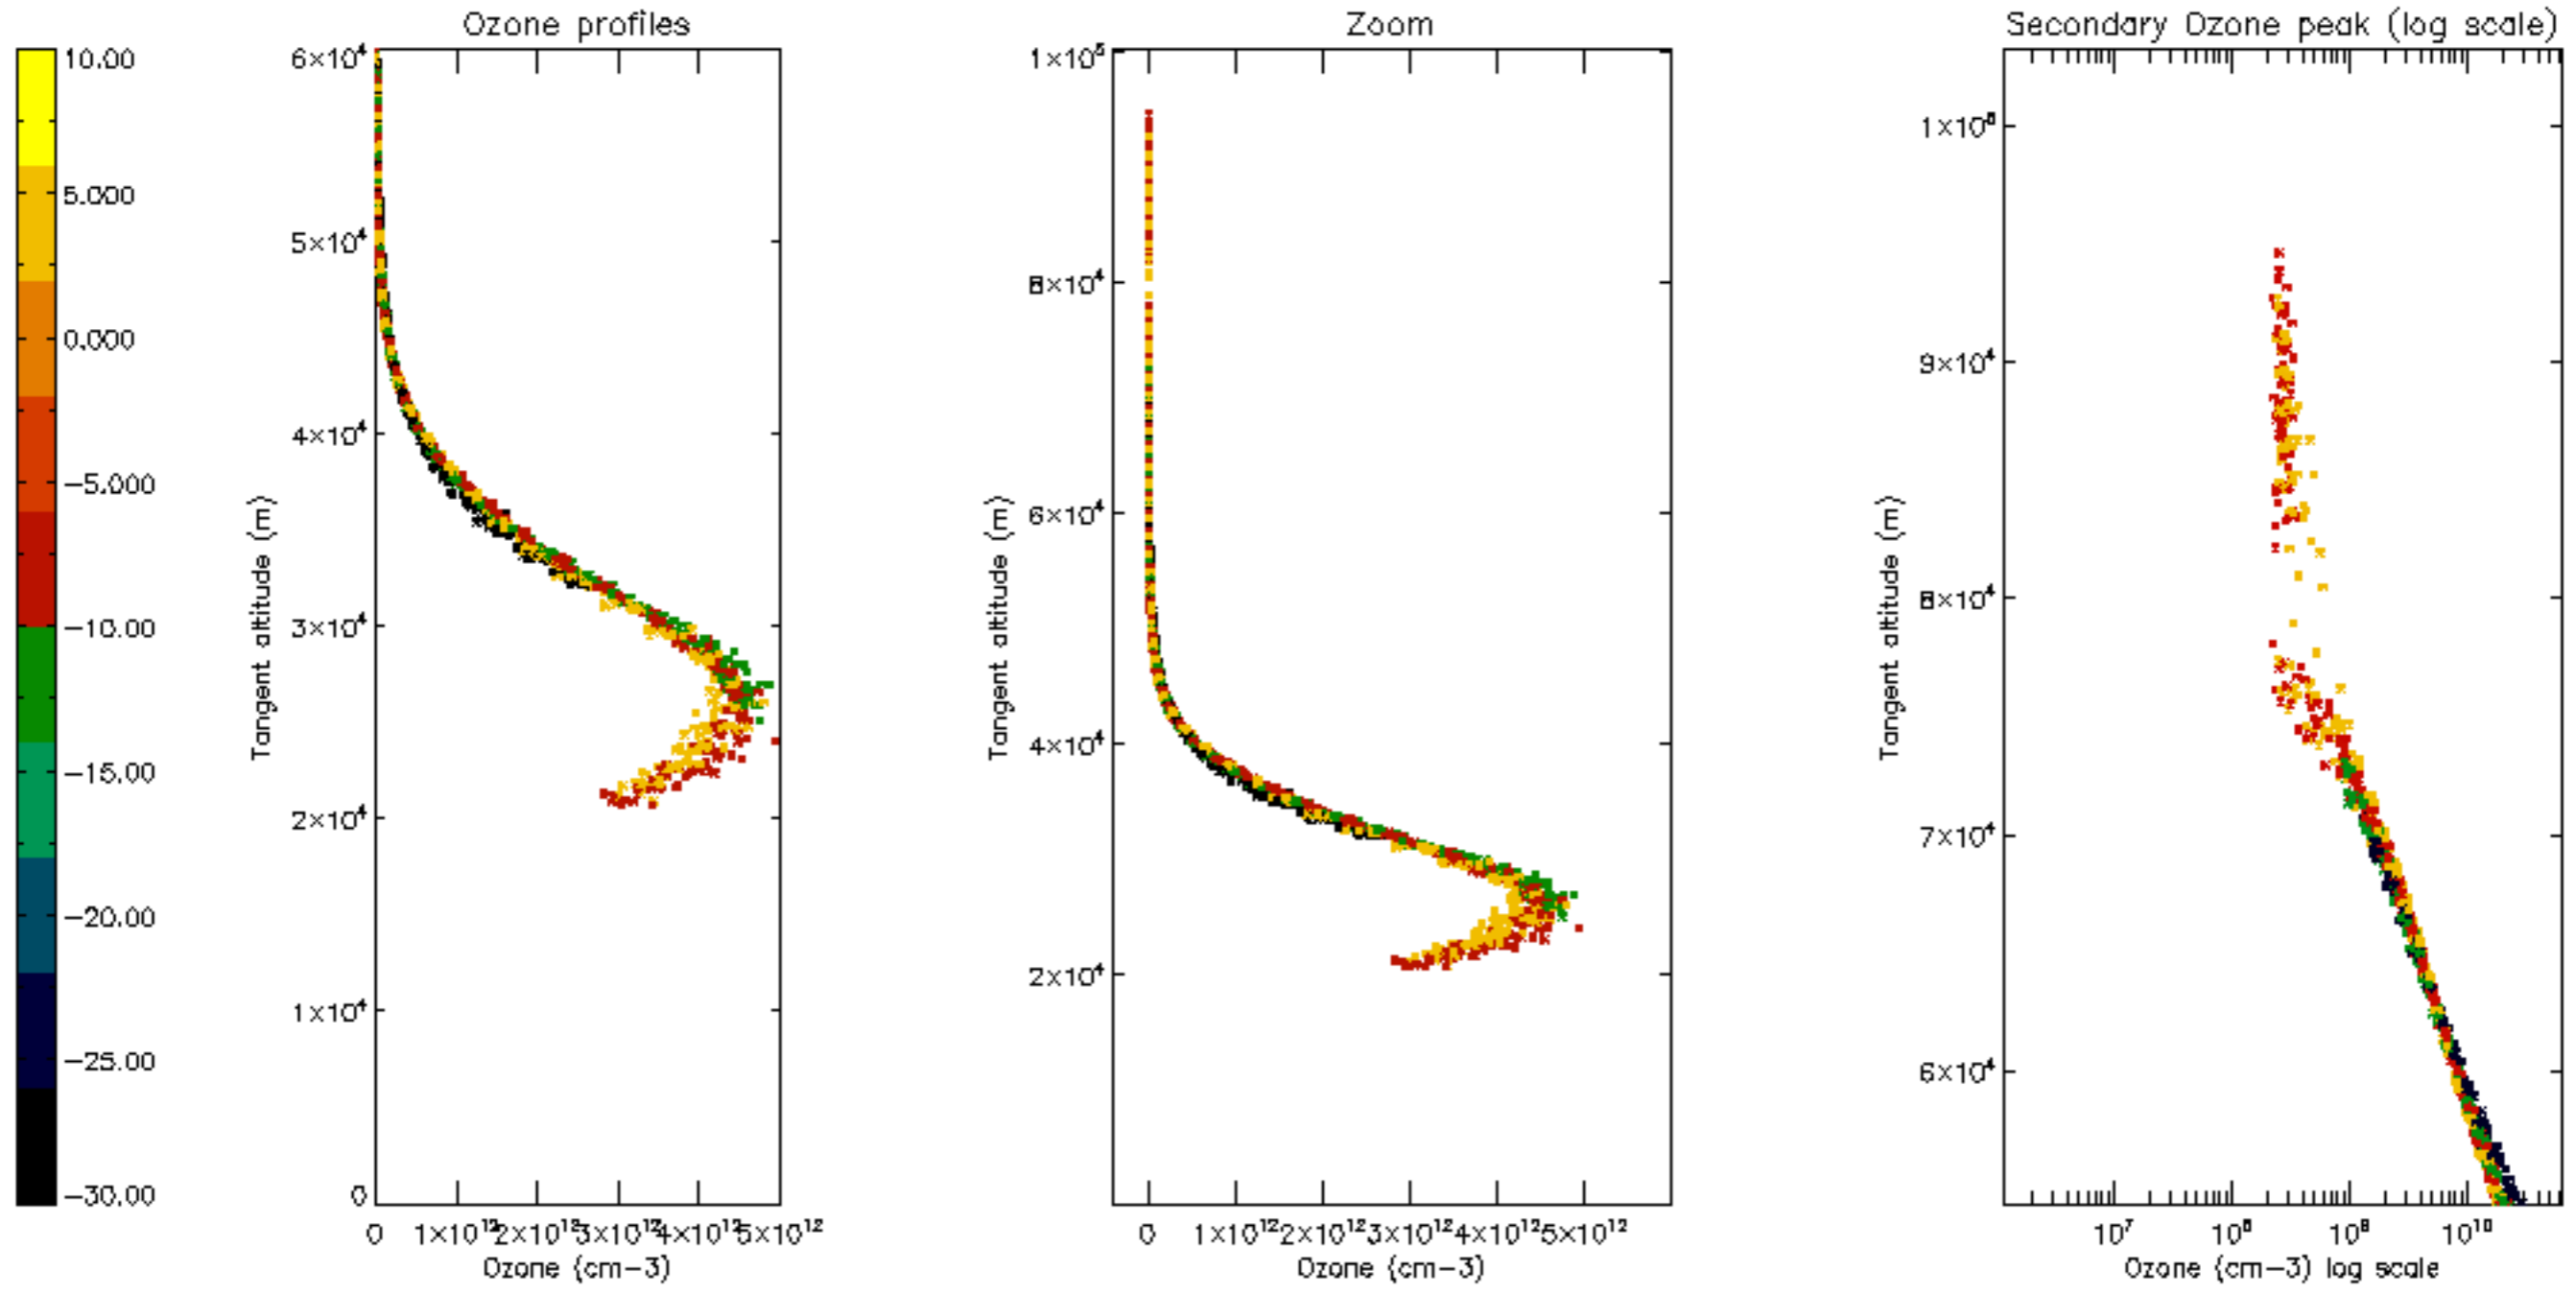 Ozone profiles
Zoom
Secondary Ozone peak (log scale)
10.00
5.000
0.000
−5.000
−10.00
−15.00
−20.00
−25.00
−30.00
6×10⁴
5×10⁴
4×10⁴
3×10⁴
2×10⁴
1×10⁴
0
Tangent altitude (m)
0 1×10¹² 2×10¹² 3×10¹² 4×10¹² 5×10¹²
Ozone (cm−3)
1×10⁵
8×10⁴
6×10⁴
4×10⁴
2×10⁴
Tangent altitude (m)
0 1×10¹² 2×10¹² 3×10¹² 4×10¹² 5×10¹²
Ozone (cm−3)
1×10⁵
9×10⁴
8×10⁴
7×10⁴
6×10⁴
Tangent altitude (m)
10⁷ 10⁸ 10⁹ 10¹⁰
Ozone (cm−3) log scale